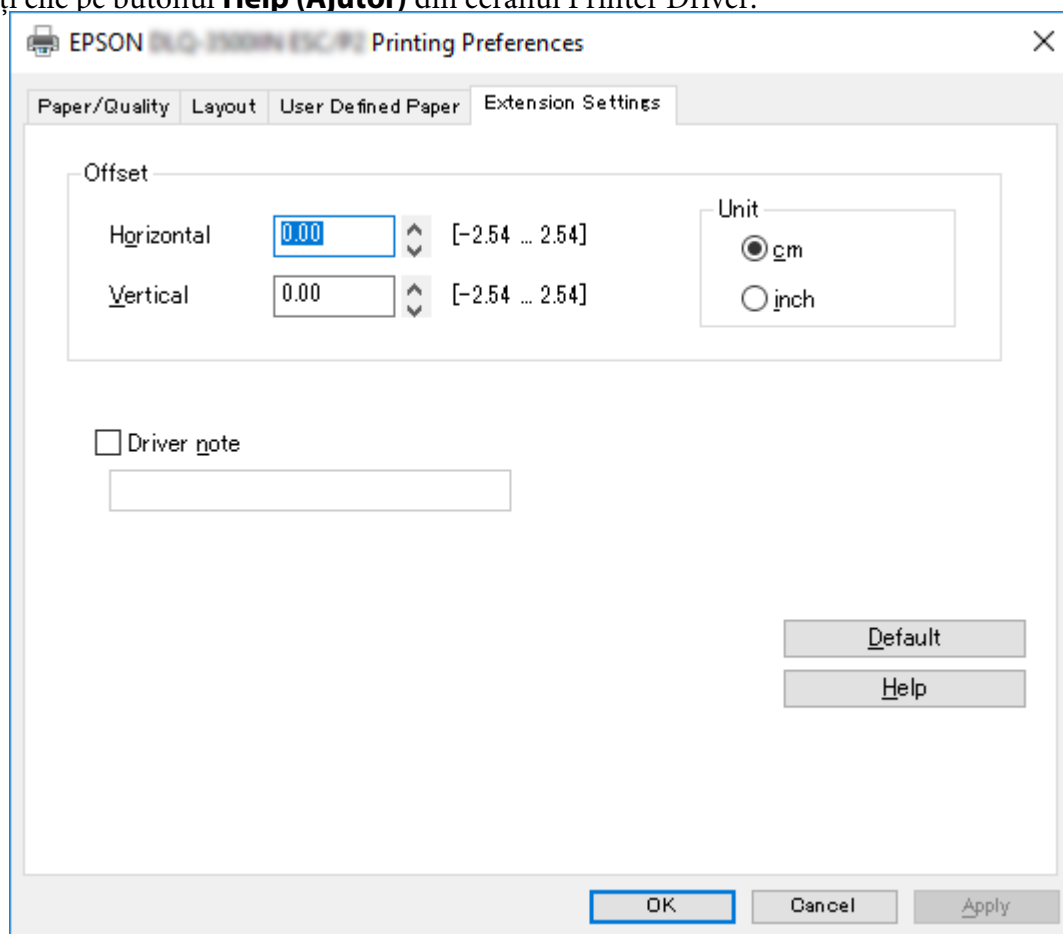 ți clic pe butonul Help (Ajutor) din ecranul Printer Driver.
EPSON Printing Preferences
Paper/Quality Layout User Defined Paper Extension Settings
Offset
Horizontal 0.00 [-2.54 ... 2.54]
Vertical 0.00 [-2.54 ... 2.54]
Unit
cm
inch
Driver note
Default
Help
OK Cancel Apply